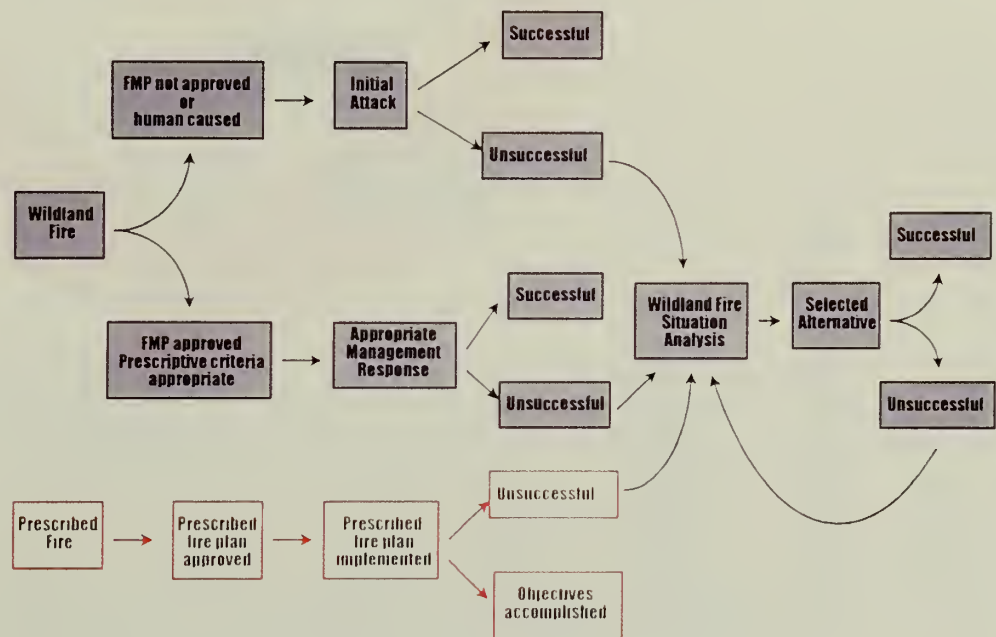 Successful
FMP not approved
or
human caused
Initial
Attack
Unsuccessful
Wildland
Fire
Successful
Successful
FMP approved
Prescriptive criteria
appropriate
Appropriate
Management
Response
Unsuccessful
Wildland Fire
Situation
Analysis
Selected
Alternative
Unsuccessful
Prescribed
Fire
Prescribed
fire plan
approved
Prescribed
fire plan
implemented
Unsuccessful
Objectives
accomplished